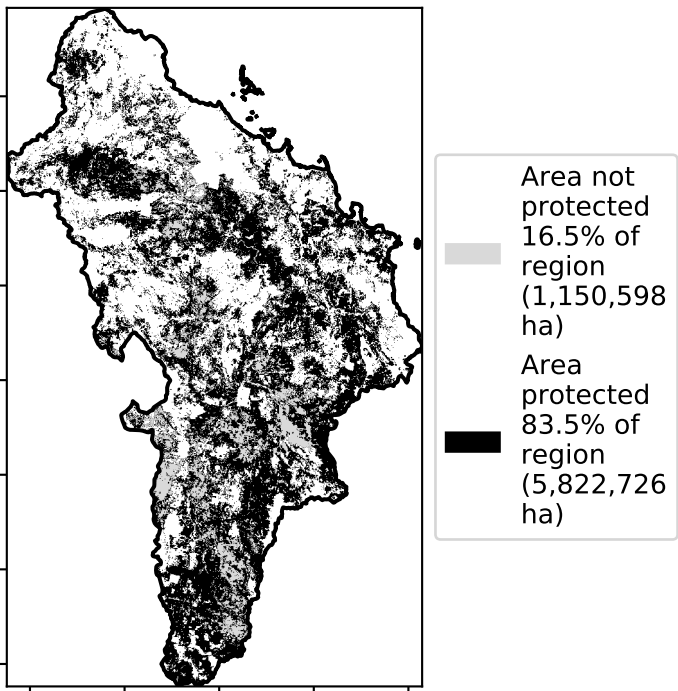 Area not
protected
16.5% of
region
(1,150,598
ha)
Area
protected
83.5% of
region
(5,822,726
ha)